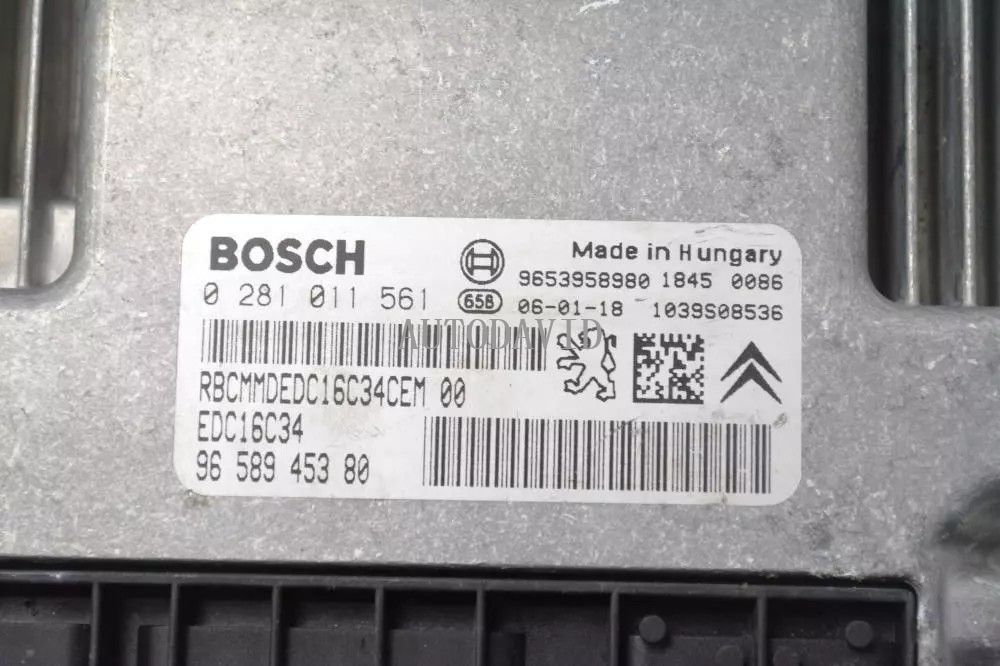 BOSCH
Made in Hungary
9653958980 1845 0086
0 281 011 561
658
06-01-18 1039S08536
AUTODAVID
RBCMMDEDC16C34CEM 00
EDC16C34
96 589 453 80